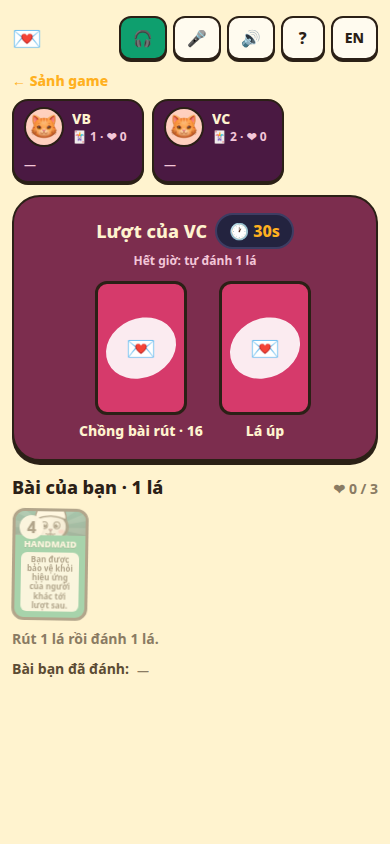 ? EN
← Sảnh game
VB
1 · ❤ 0
—
VC
2 · ❤ 0
—
Lượt của VC 30s
Hết giờ: tự đánh 1 lá
Chồng bài rút · 16
Lá úp
Bài của bạn · 1 lá
❤ 0 / 3
4
HANDMAID
Bạn được
bảo vệ khỏi
hiệu ứng
của người
khác tới
lượt sau.
Rút 1 lá rồi đánh 1 lá.
Bài bạn đã đánh: —